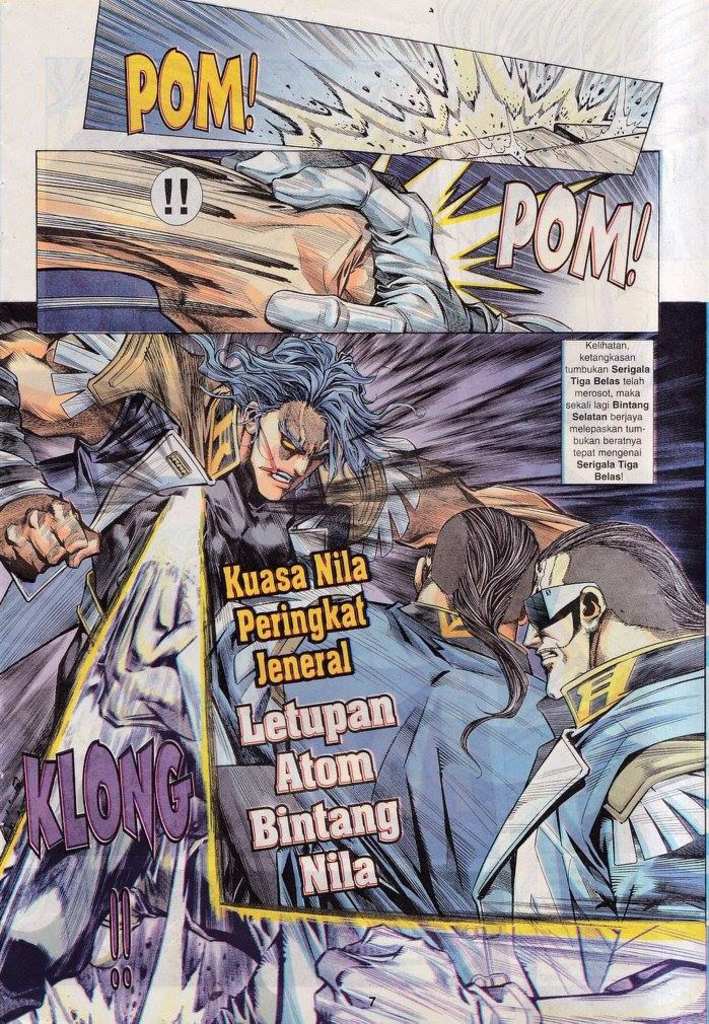 POM!
!!
POM!
Kelihatan,
ketangkasan
tumbukan Serigala
Tiga Belas telah
merosot, maka
sekali lagi Bintang
Selatan berjaya
melepaskan tum-
bukan beratnya
tepat mengenai
Serigala Tiga
Belas!
Kuasa Nila
Peringkat
Jeneral
Letupan
Atom
Bintang
Nila
KLONG
!!
7